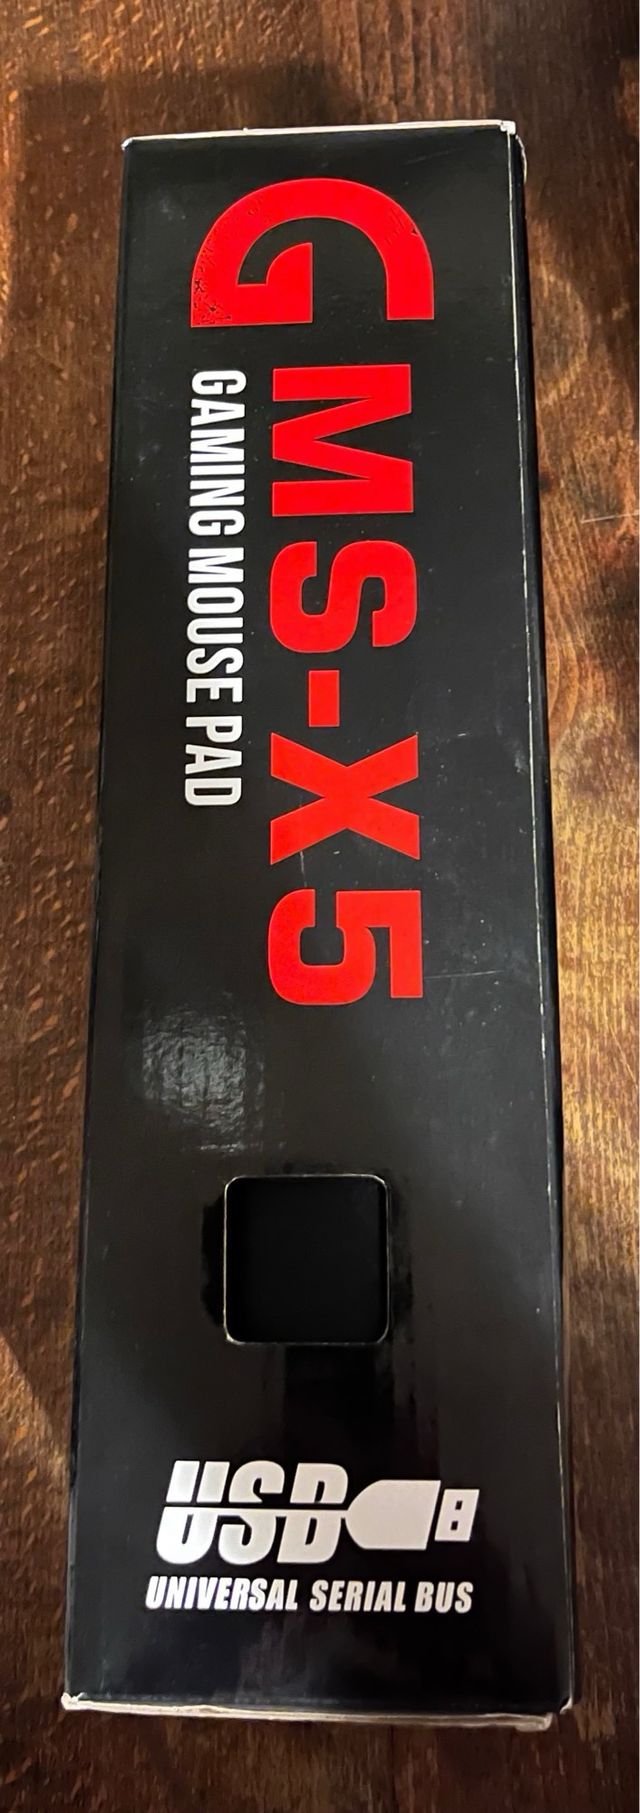 GMS-X5
GAMING MOUSE PAD
USB
UNIVERSAL SERIAL BUS